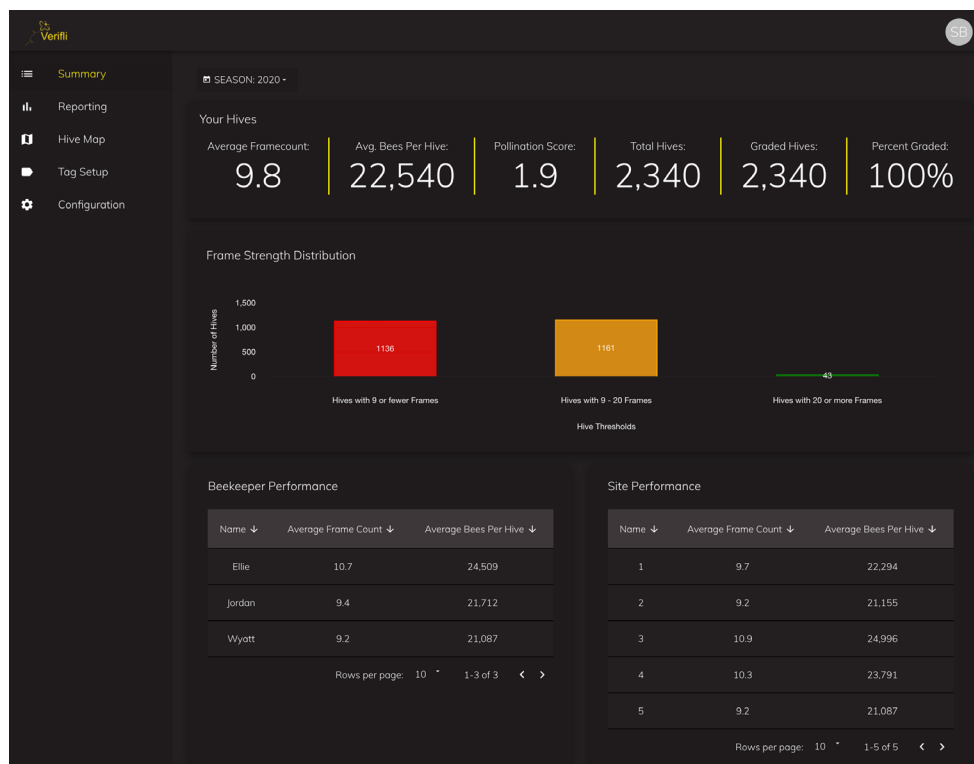 Verifli
SB
Summary
Reporting
Hive Map
Tag Setup
Configuration
SEASON: 2020
Your Hives
Average Framecount: Avg. Bees Per Hive: Pollination Score: Total Hives: Graded Hives: Percent Graded:
9.8 22,540 1.9 2,340 2,340 100%
Frame Strength Distribution
Number of Hives
1,500
1,000
500
0
1136 1161 43
Hives with 9 or fewer Frames Hives with 9 - 20 Frames Hives with 20 or more Frames
Hive Thresholds
Beekeeper Performance
Name Average Frame Count Average Bees Per Hive
Ellie 10.7 24,509
Jordan 9.4 21,712
Wyatt 9.2 21,087
Rows per page: 10 1-3 of 3
Site Performance
Name Average Frame Count Average Bees Per Hive
1 9.7 22,294
2 9.2 21,155
3 10.9 24,996
4 10.3 23,791
5 9.2 21,087
Rows per page: 10 1-5 of 5